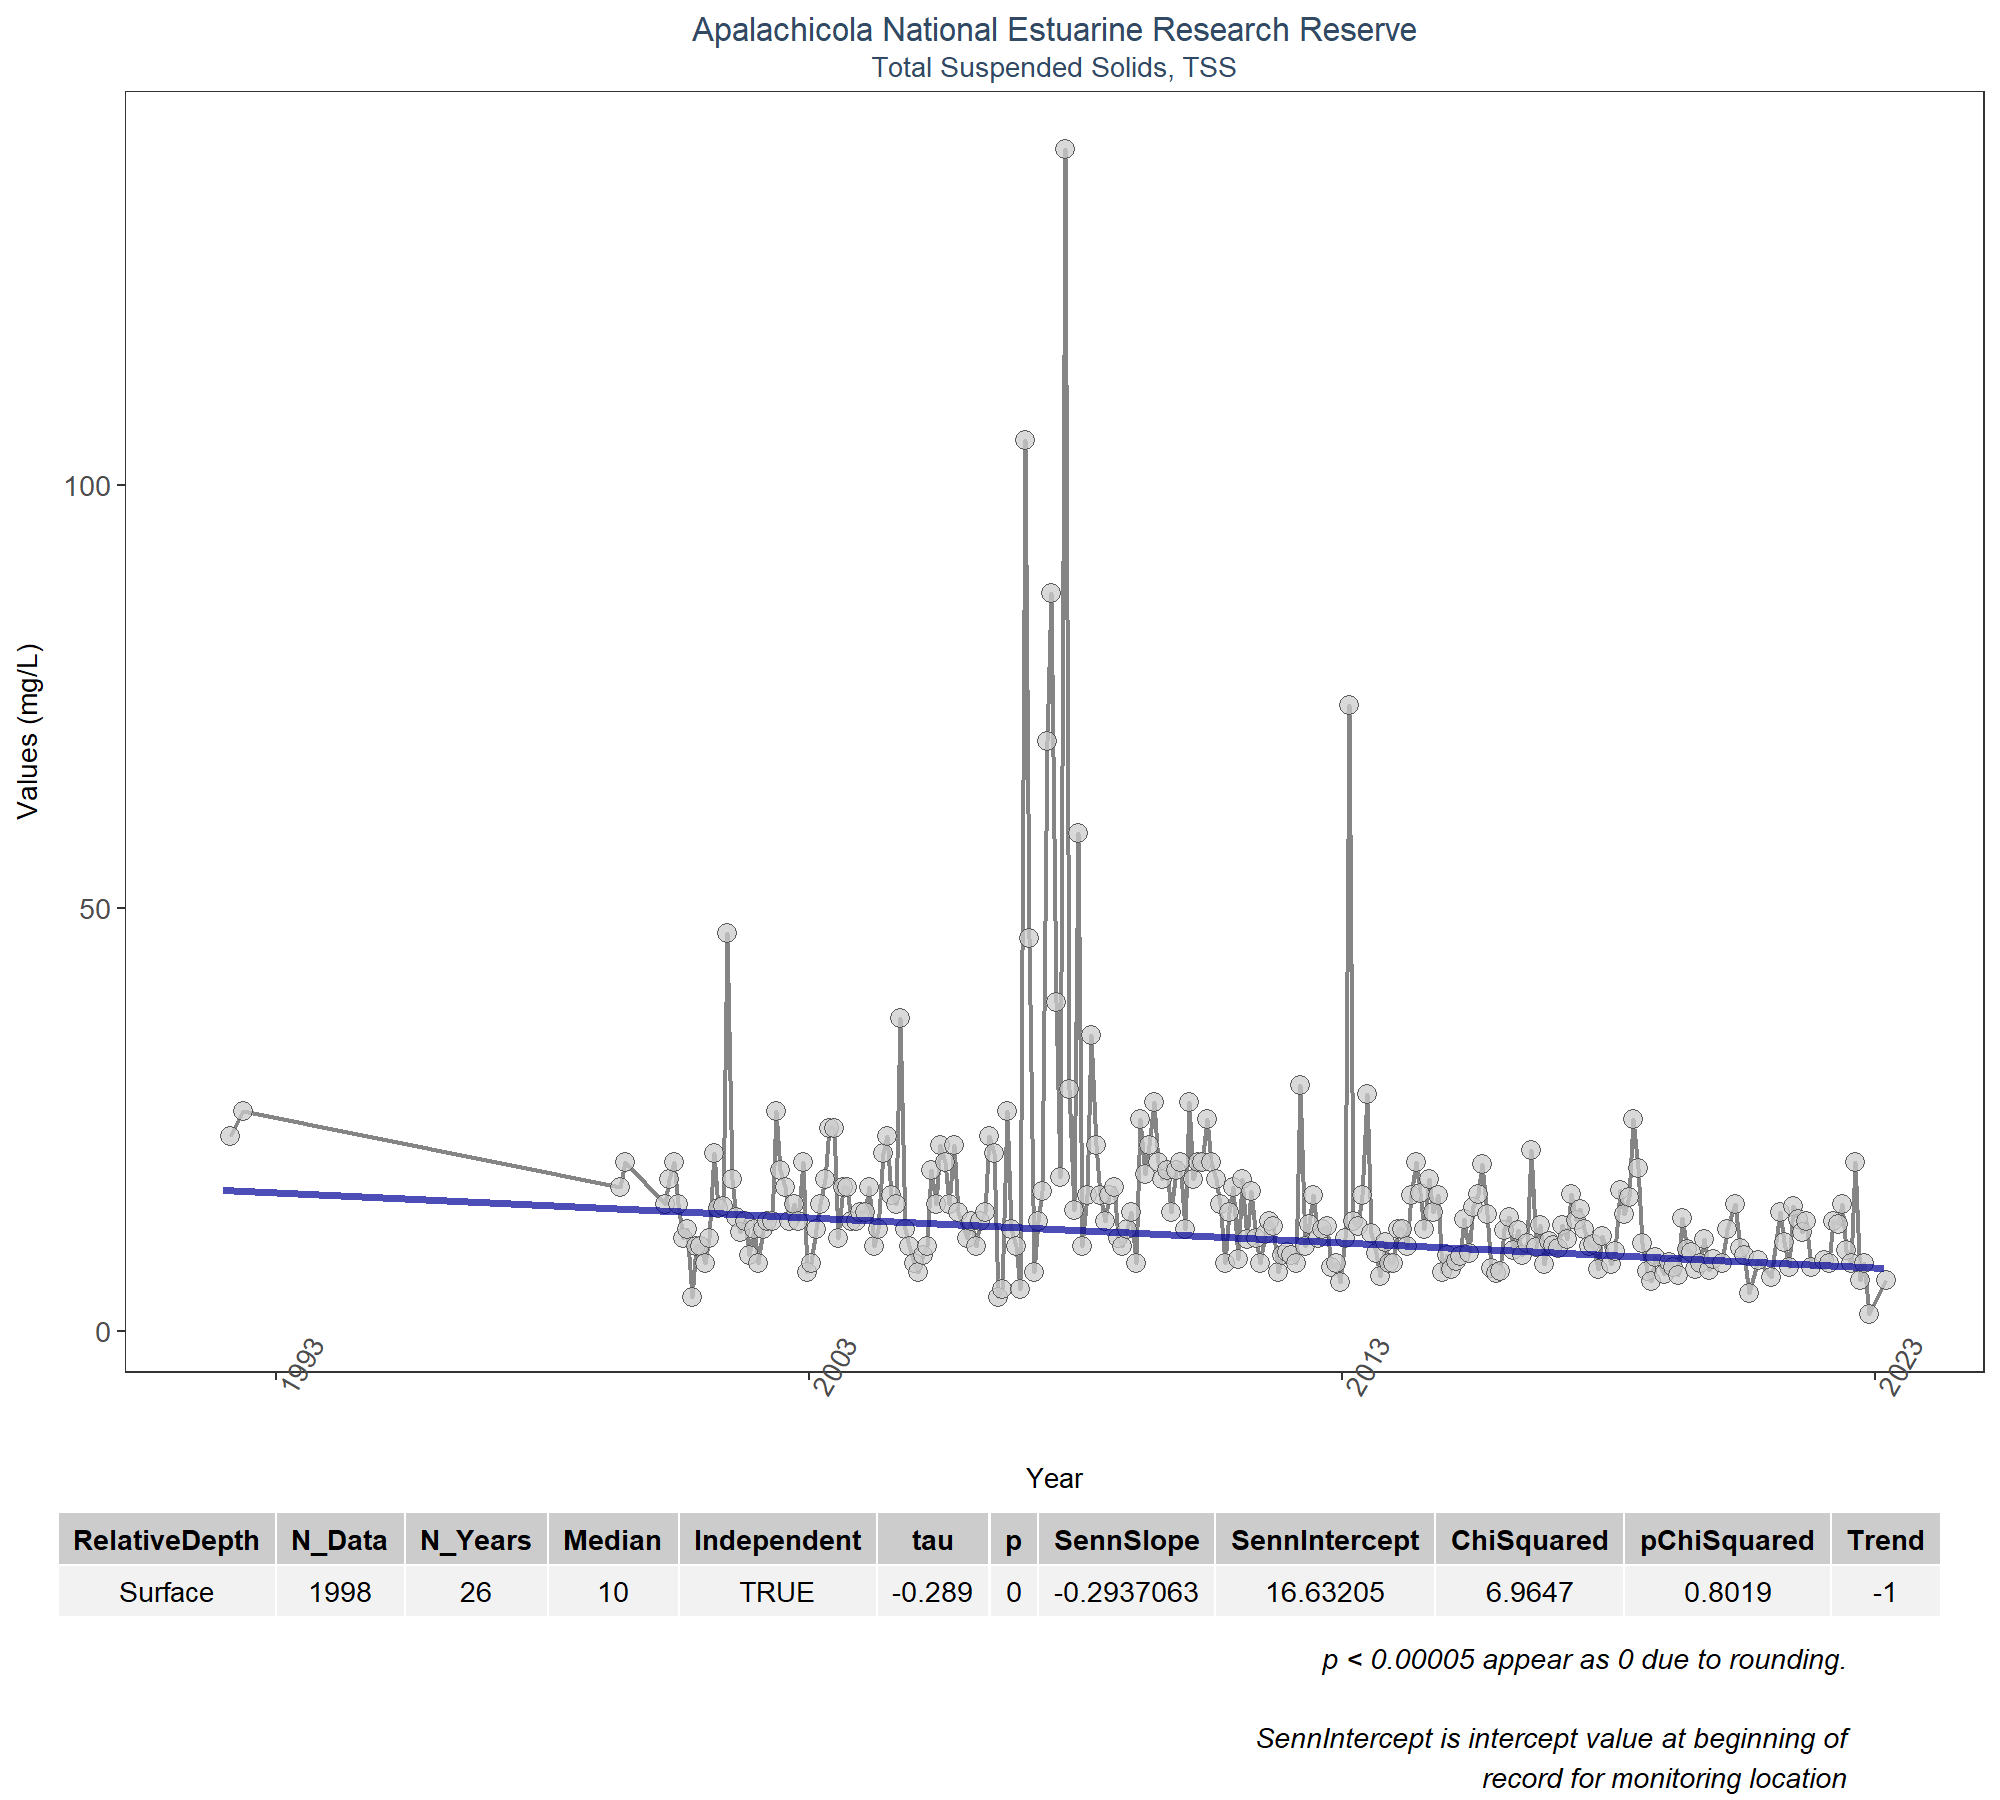 Apalachicola National Estuarine Research Reserve
Total Suspended Solids, TSS
Values (mg/L)
100
50
0
1993
2003
2013
2023
Year
RelativeDepth N_Data N_Years Median Independent tau p SennSlope SennIntercept ChiSquared pChiSquared Trend
Surface 1998 26 10 TRUE -0.289 0 -0.2937063 16.63205 6.9647 0.8019 -1
p < 0.00005 appear as 0 due to rounding.
SennIntercept is intercept value at beginning of
record for monitoring location